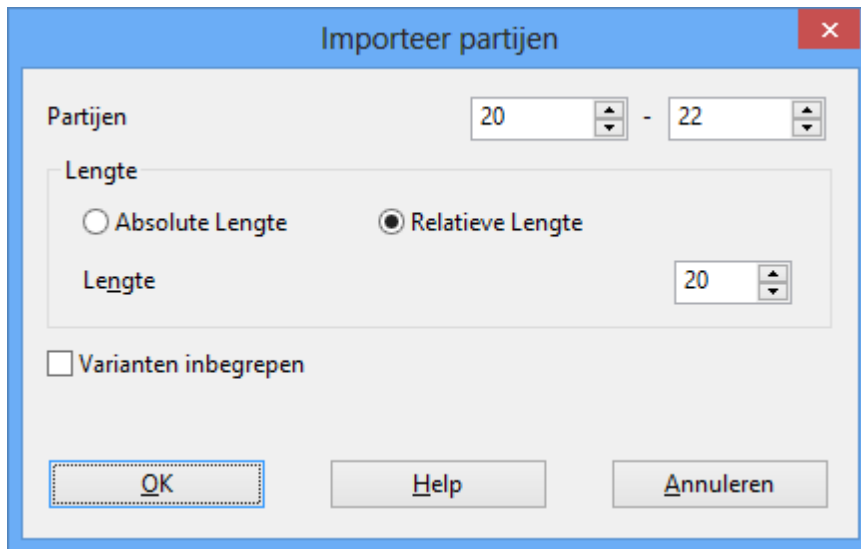 Importeer partijen
Partijen 20 - 22
Lengte
Absolute Lengte Relatieve Lengte
Lengte 20
Varianten inbegrepen
OK Help Annuleren